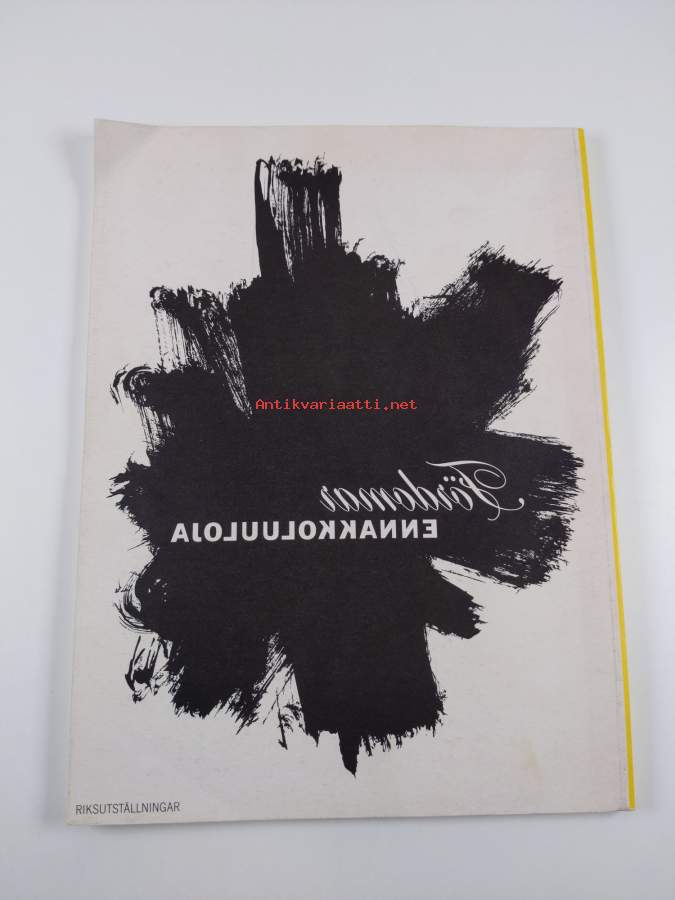 Antikvariaatti.net
Fördomar
ENNAKKOLUULOJA
RIKSUTSTÄLLNINGAR